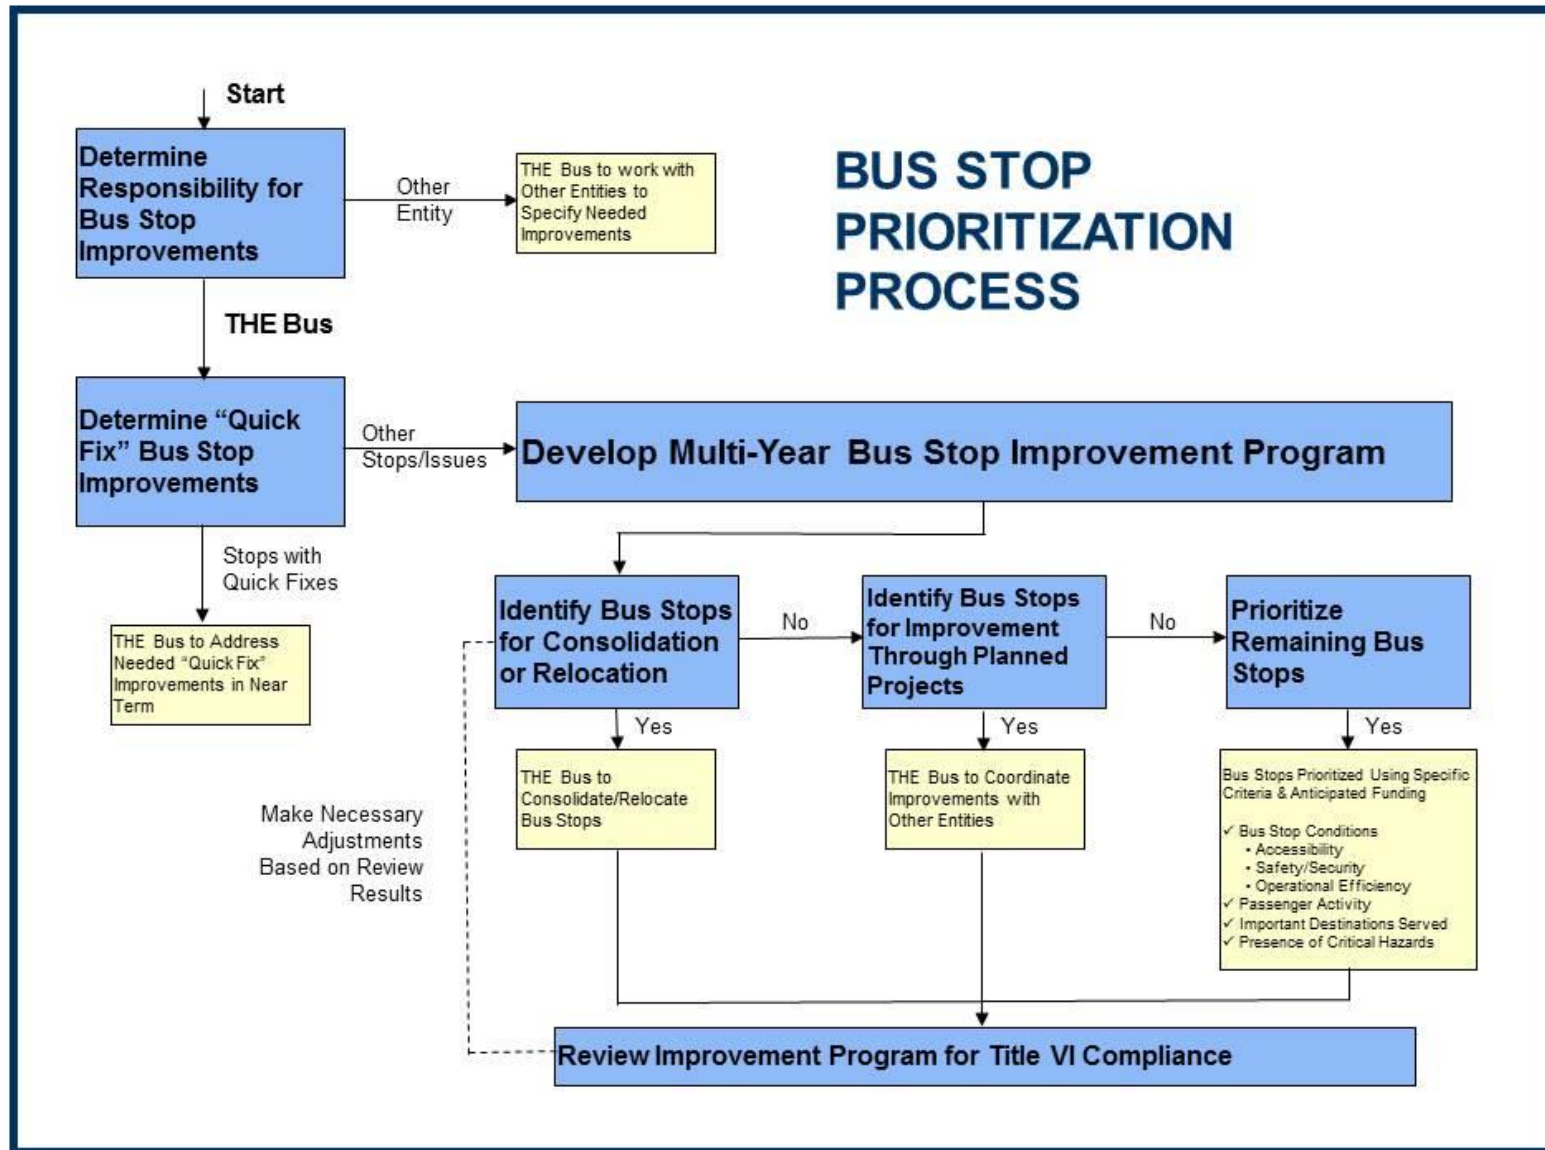 Start
BUS STOP
PRIORITIZATION
PROCESS
Determine
Responsibility for
Bus Stop
Improvements
Other
Entity
THE Bus to work with
Other Entities to
Specify Needed
Improvements
THE Bus
Determine “Quick
Fix” Bus Stop
Improvements
Other
Stops/Issues
Develop Multi-Year Bus Stop Improvement Program
Stops with
Quick Fixes
THE Bus to Address
Needed “Quick Fix”
Improvements in Near
Term
Identify Bus Stops
for Consolidation
or Relocation
No
Identify Bus Stops
for Improvement
Through Planned
Projects
No
Prioritize
Remaining Bus
Stops
Yes
Yes
Yes
THE Bus to
Consolidate/Relocate
Bus Stops
THE Bus to Coordinate
Improvements with
Other Entities
Bus Stops Prioritized Using Specific
Criteria & Anticipated Funding
✓ Bus Stop Conditions
• Accessibility
• Safety/Security
• Operational Efficiency
✓ Passenger Activity
✓ Important Destinations Served
✓ Presence of Critical Hazards
Make Necessary
Adjustments
Based on Review
Results
Review Improvement Program for Title VI Compliance